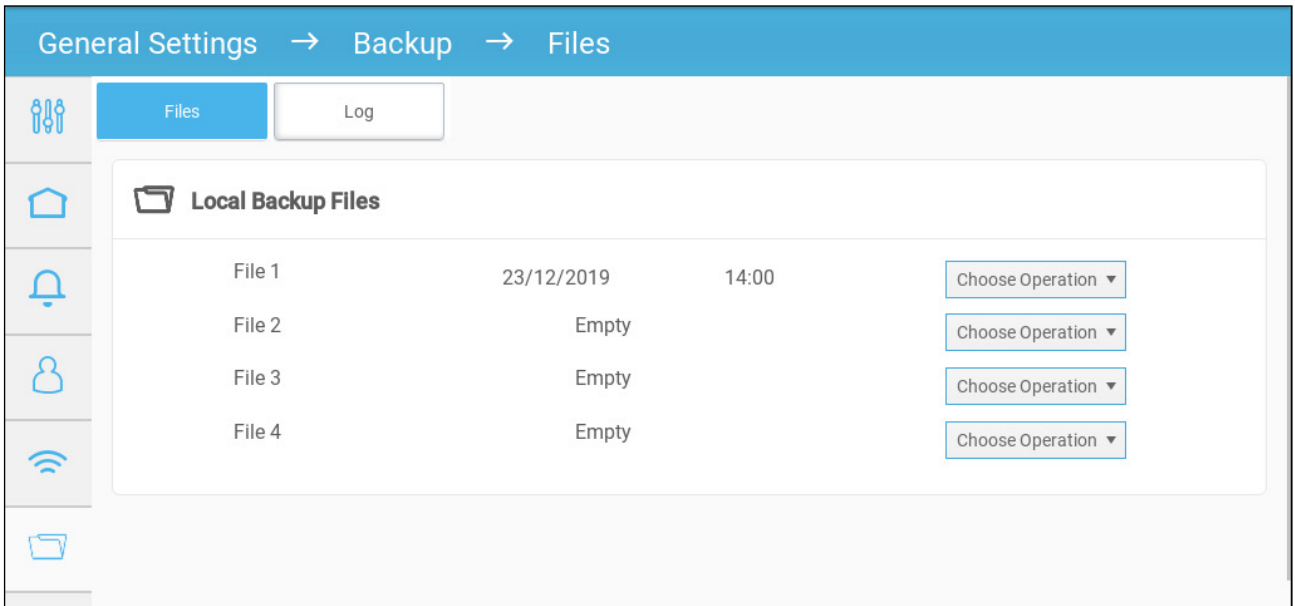 General Settings → Backup → Files
Files Log
Local Backup Files
File 1 23/12/2019 14:00 Choose Operation ▼
File 2 Empty Choose Operation ▼
File 3 Empty Choose Operation ▼
File 4 Empty Choose Operation ▼